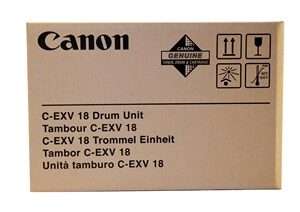 Canon
CANON
GENUINE
C-EXV 18 Drum Unit
Tambour C-EXV 18
C-EXV 18 Trommel Einheit
Tambor C-EXV 18
Unità tamburo C-EXV 18